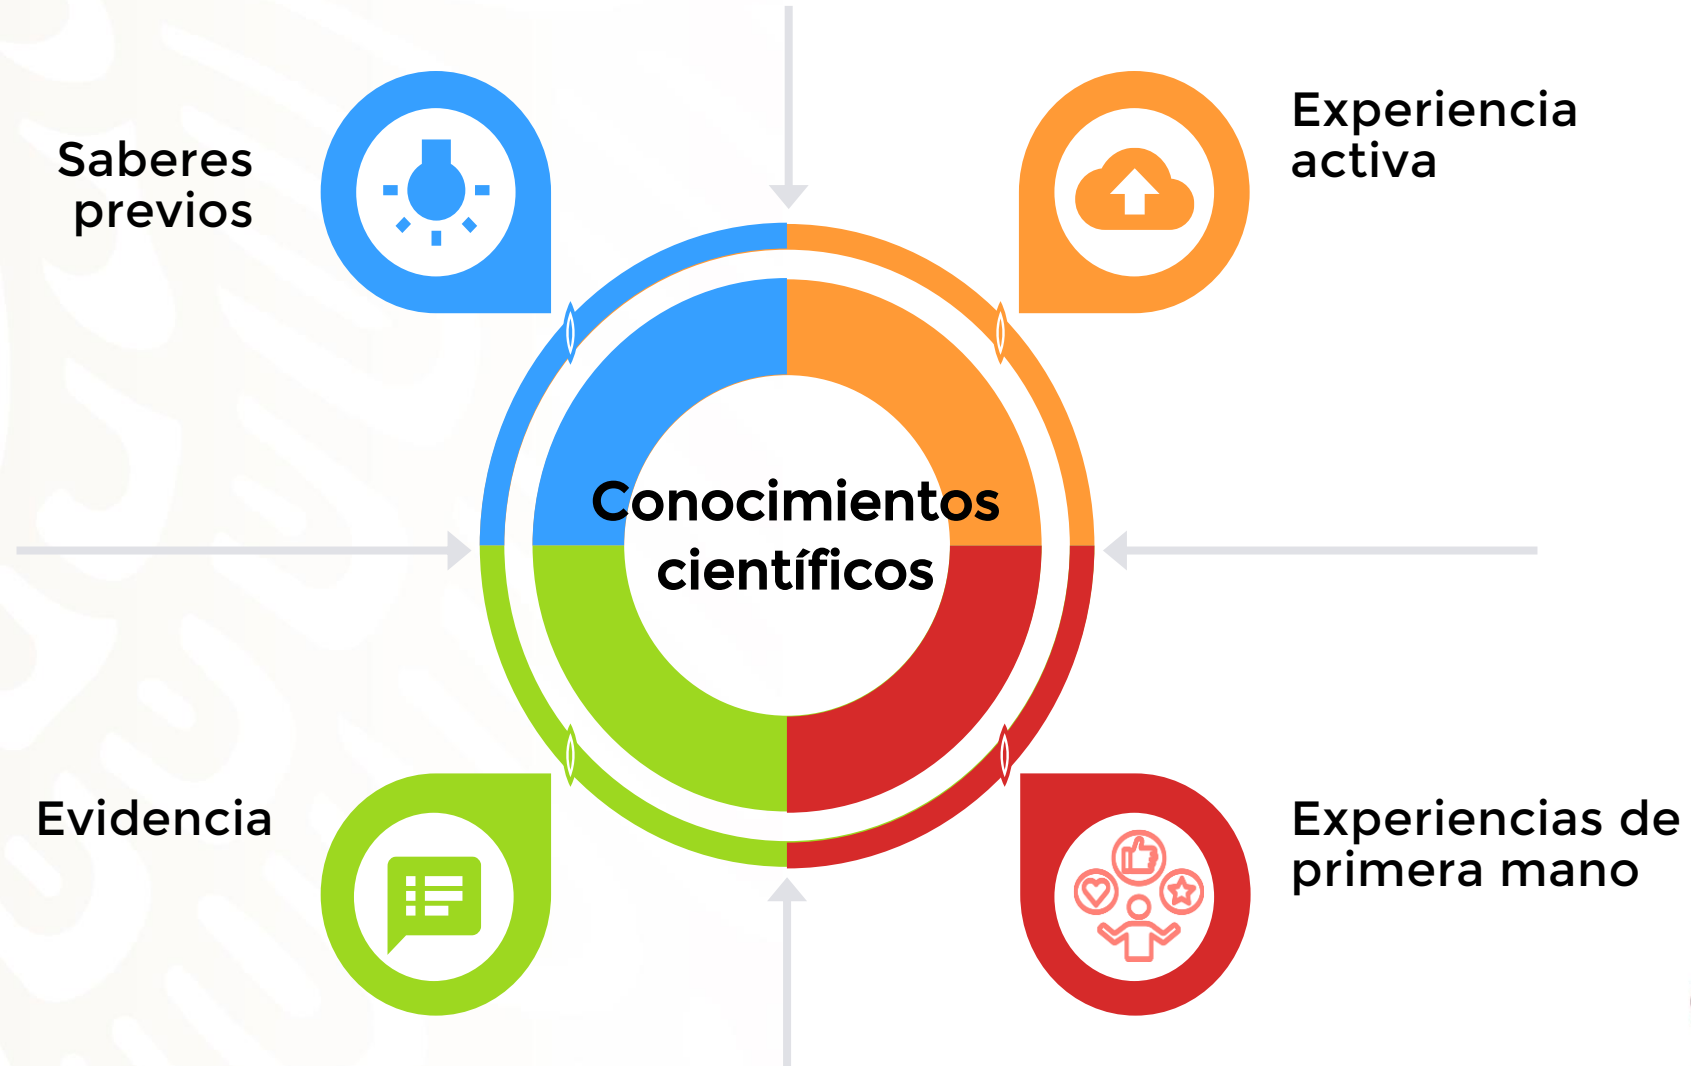 Saberes
previos
Experiencia
activa
Conocimientos
científicos
Evidencia
Experiencias de
primera mano